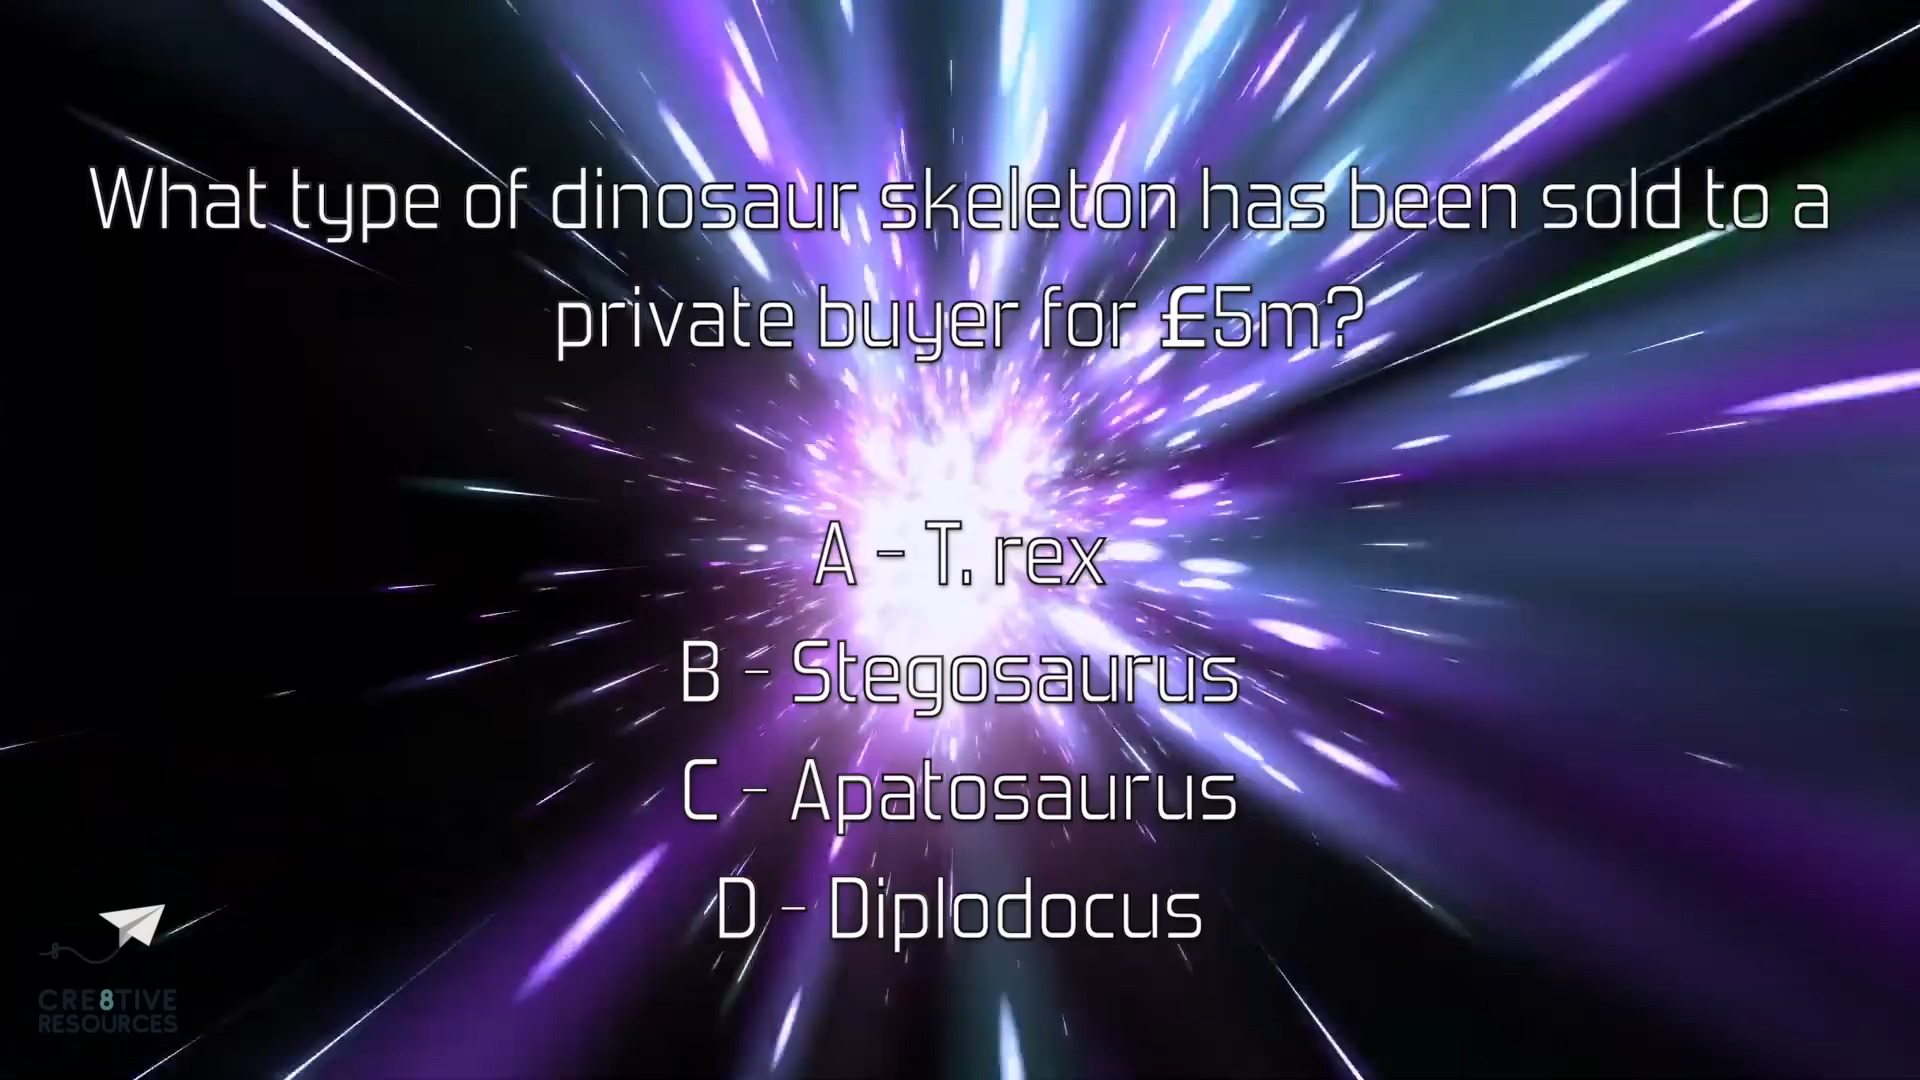 What type of dinosaur skeleton has been sold to a
private buyer for £5m?
A - T. rex
B - Stegosaurus
C - Apatosaurus
D - Diplodocus
CRE8TIVE
RESOURCES